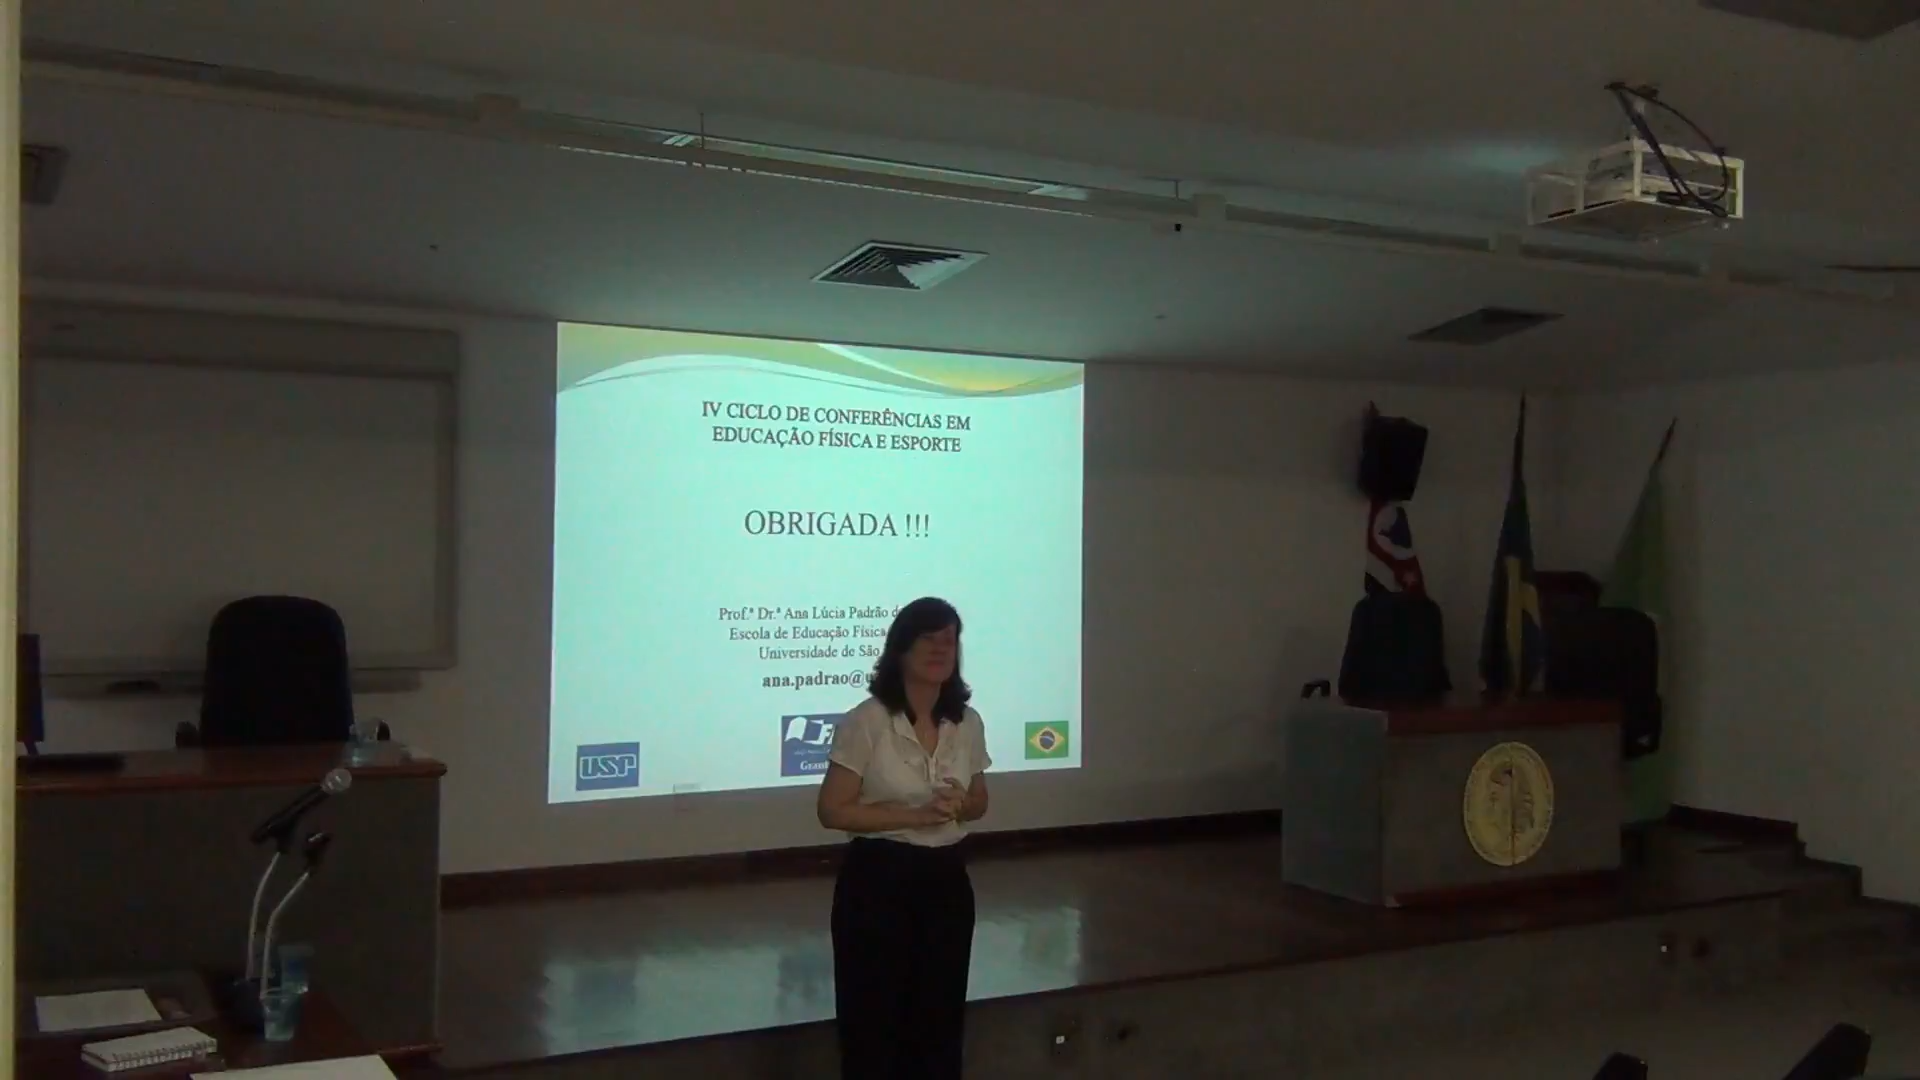 IV CICLO DE CONFERÊNCIAS EM
EDUCAÇÃO FÍSICA E ESPORTE
OBRIGADA !!!
Prof.ª Dr.ª Ana Lúcia Padrão
Escola de Educação Física
Universidade de São
ana.padrao@
USP